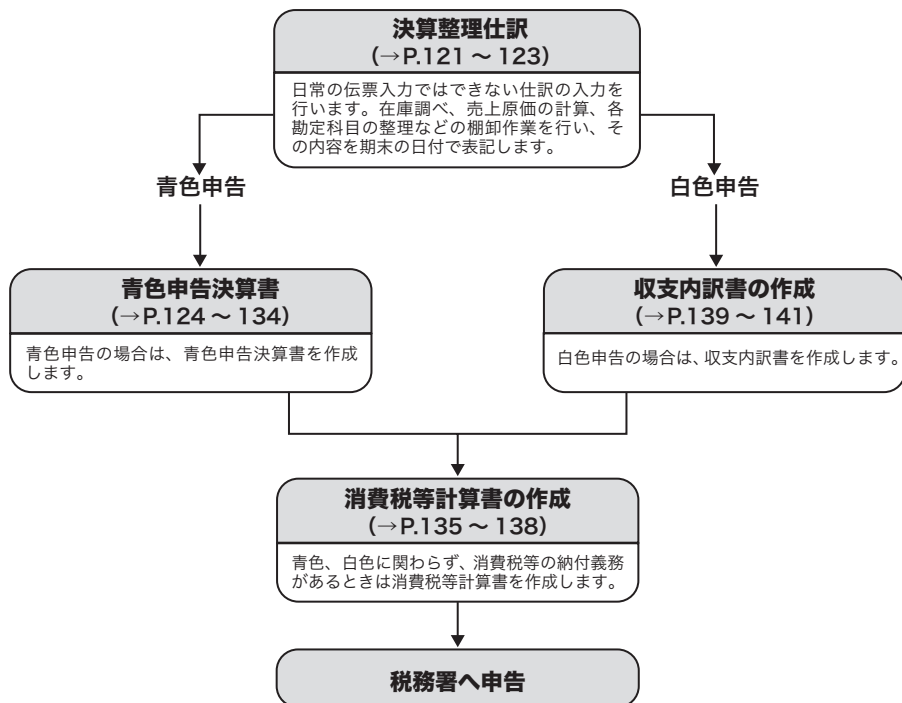 決算整理仕訳
（→P.121 ～ 123）
日常の伝票入力ではできない仕訳の入力を
行います。在庫調べ、売上原価の計算、各
勘定科目の整理などの棚卸作業を行い、そ
の内容を期末の日付で表記します。
青色申告
白色申告
青色申告決算書
（→P.124 ～ 134）
青色申告の場合は、青色申告決算書を作成
します。
収支内訳書の作成
（→P.139 ～ 141）
白色申告の場合は、収支内訳書を作成します。
消費税等計算書の作成
（→P.135 ～ 138）
青色、白色に関わらず、消費税等の納付義務
があるときは消費税等計算書を作成します。
税務署へ申告